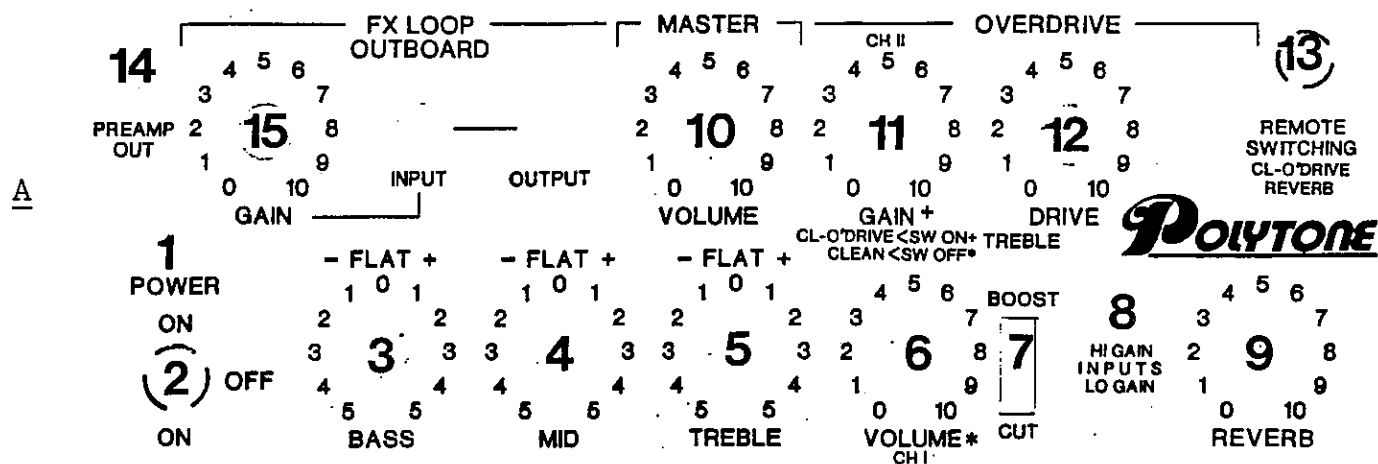 FX LOOP
OUTBOARD
MASTER
OVERDRIVE
CH II
14
13
0 1 2 3 4 5 6 7 8 9 10
15
0 1 2 3 4 5 6 7 8 9 10
10
0 1 2 3 4 5 6 7 8 9 10
11
0 1 2 3 4 5 6 7 8 9 10
12
PREAMP
OUT
INPUT
OUTPUT
REMOTE
SWITCHING
CL-O'DRIVE
REVERB
A
GAIN
VOLUME
GAIN +
DRIVE
CL-O'DRIVE<SW ON+
CLEAN<SW OFF*
TREBLE
POLYTONE
1
POWER
ON
2
OFF
ON
- FLAT +
5 4 3 2 1 0 1 2 3 4 5
3
BASS
- FLAT +
5 4 3 2 1 0 1 2 3 4 5
4
MID
- FLAT +
5 4 3 2 1 0 1 2 3 4 5
5
TREBLE
0 1 2 3 4 5 6 7 8 9 10
6
VOLUME*
CH I
BOOST
7
CUT
8
HI GAIN
INPUTS
LO GAIN
0 1 2 3 4 5 6 7 8 9 10
9
REVERB